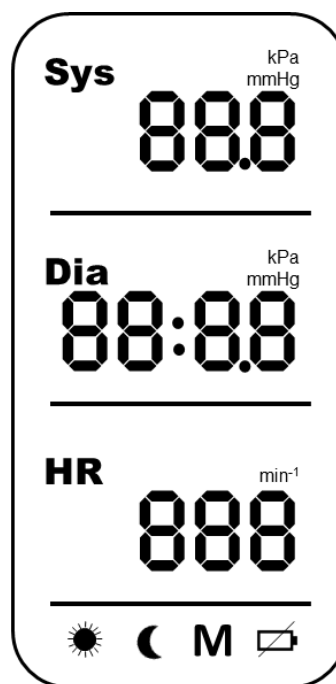 Sys kPa
mmHg
88.8
Dia kPa
mmHg
88:8.8
HR min⁻¹
888
M